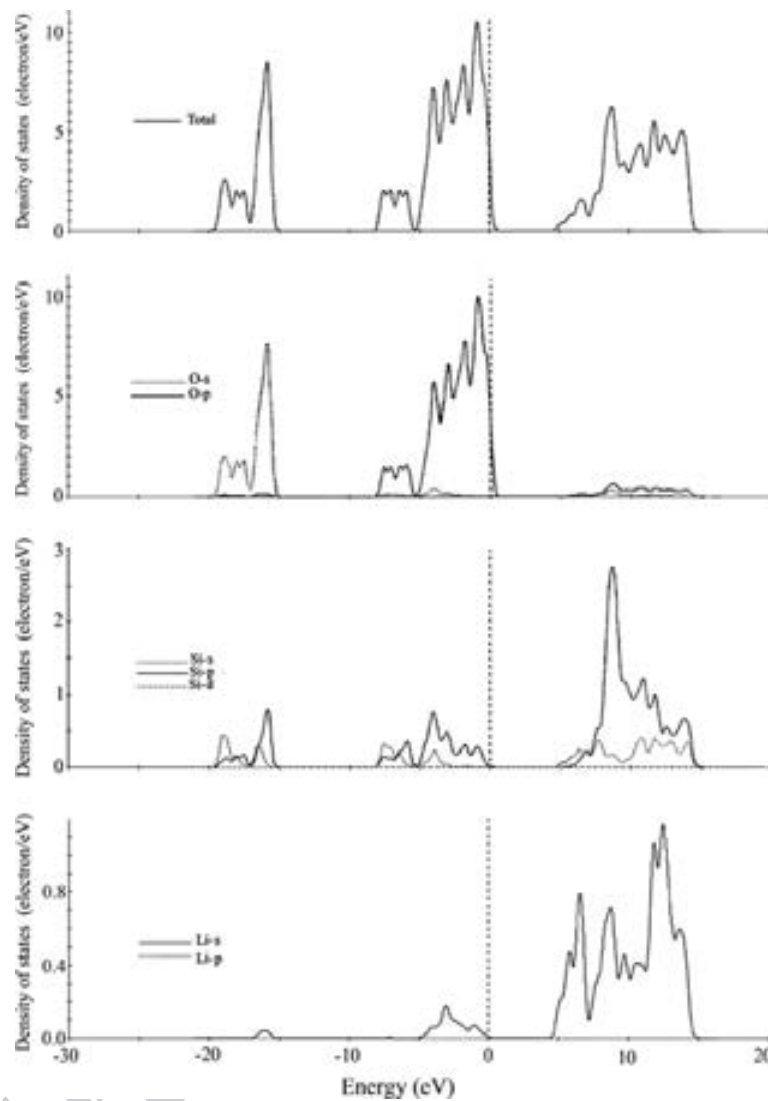 Density of states (electron/eV)
10
5
0
Total
Density of states (electron/eV)
10
5
0
O-s
O-p
Density of states (electron/eV)
3
2
1
0
Si-s
Density of states (electron/eV)
0.8
0.4
0.0
Li-s
Li-p
-30
-20
-10
0
10
20
Energy (eV)